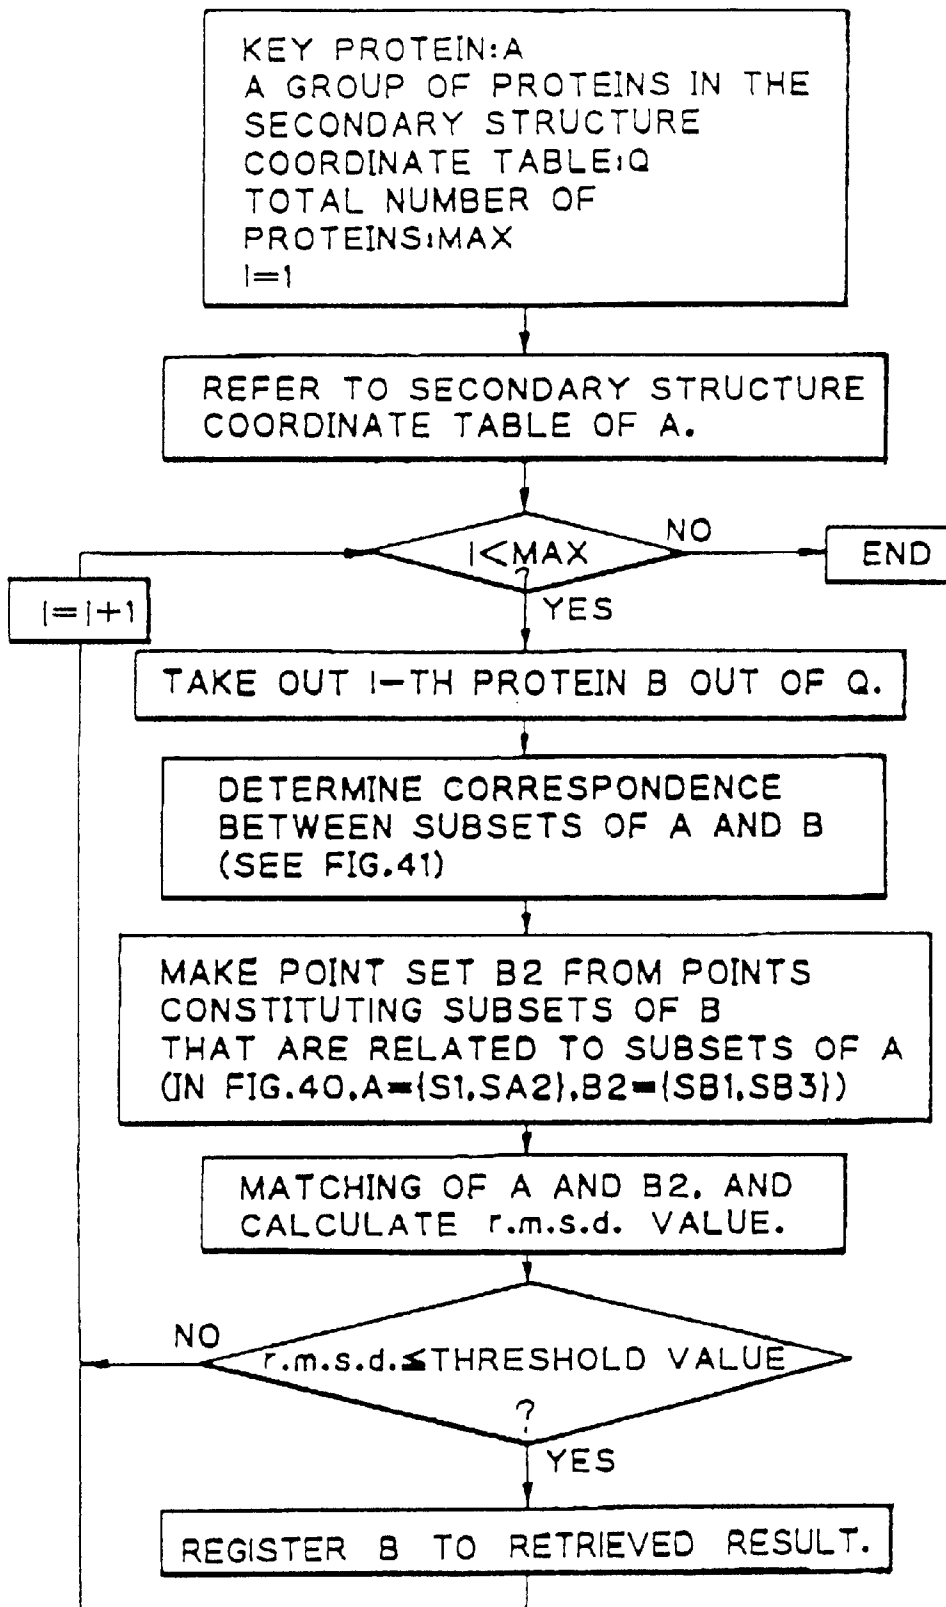 KEY PROTEIN:A
A GROUP OF PROTEINS IN THE
SECONDARY STRUCTURE
COORDINATE TABLE:Q
TOTAL NUMBER OF
PROTEINS:MAX
I=1
REFER TO SECONDARY STRUCTURE
COORDINATE TABLE OF A.
I<MAX
?
NO
END
YES
I=I+1
TAKE OUT I-TH PROTEIN B OUT OF Q.
DETERMINE CORRESPONDENCE
BETWEEN SUBSETS OF A AND B
(SEE FIG.41)
MAKE POINT SET B2 FROM POINTS
CONSTITUTING SUBSETS OF B
THAT ARE RELATED TO SUBSETS OF A
(IN FIG.40.A={S1.SA2}.B2={SB1.SB3})
MATCHING OF A AND B2. AND
CALCULATE r.m.s.d. VALUE.
NO
r.m.s.d.≤THRESHOLD VALUE
?
YES
REGISTER B TO RETRIEVED RESULT.